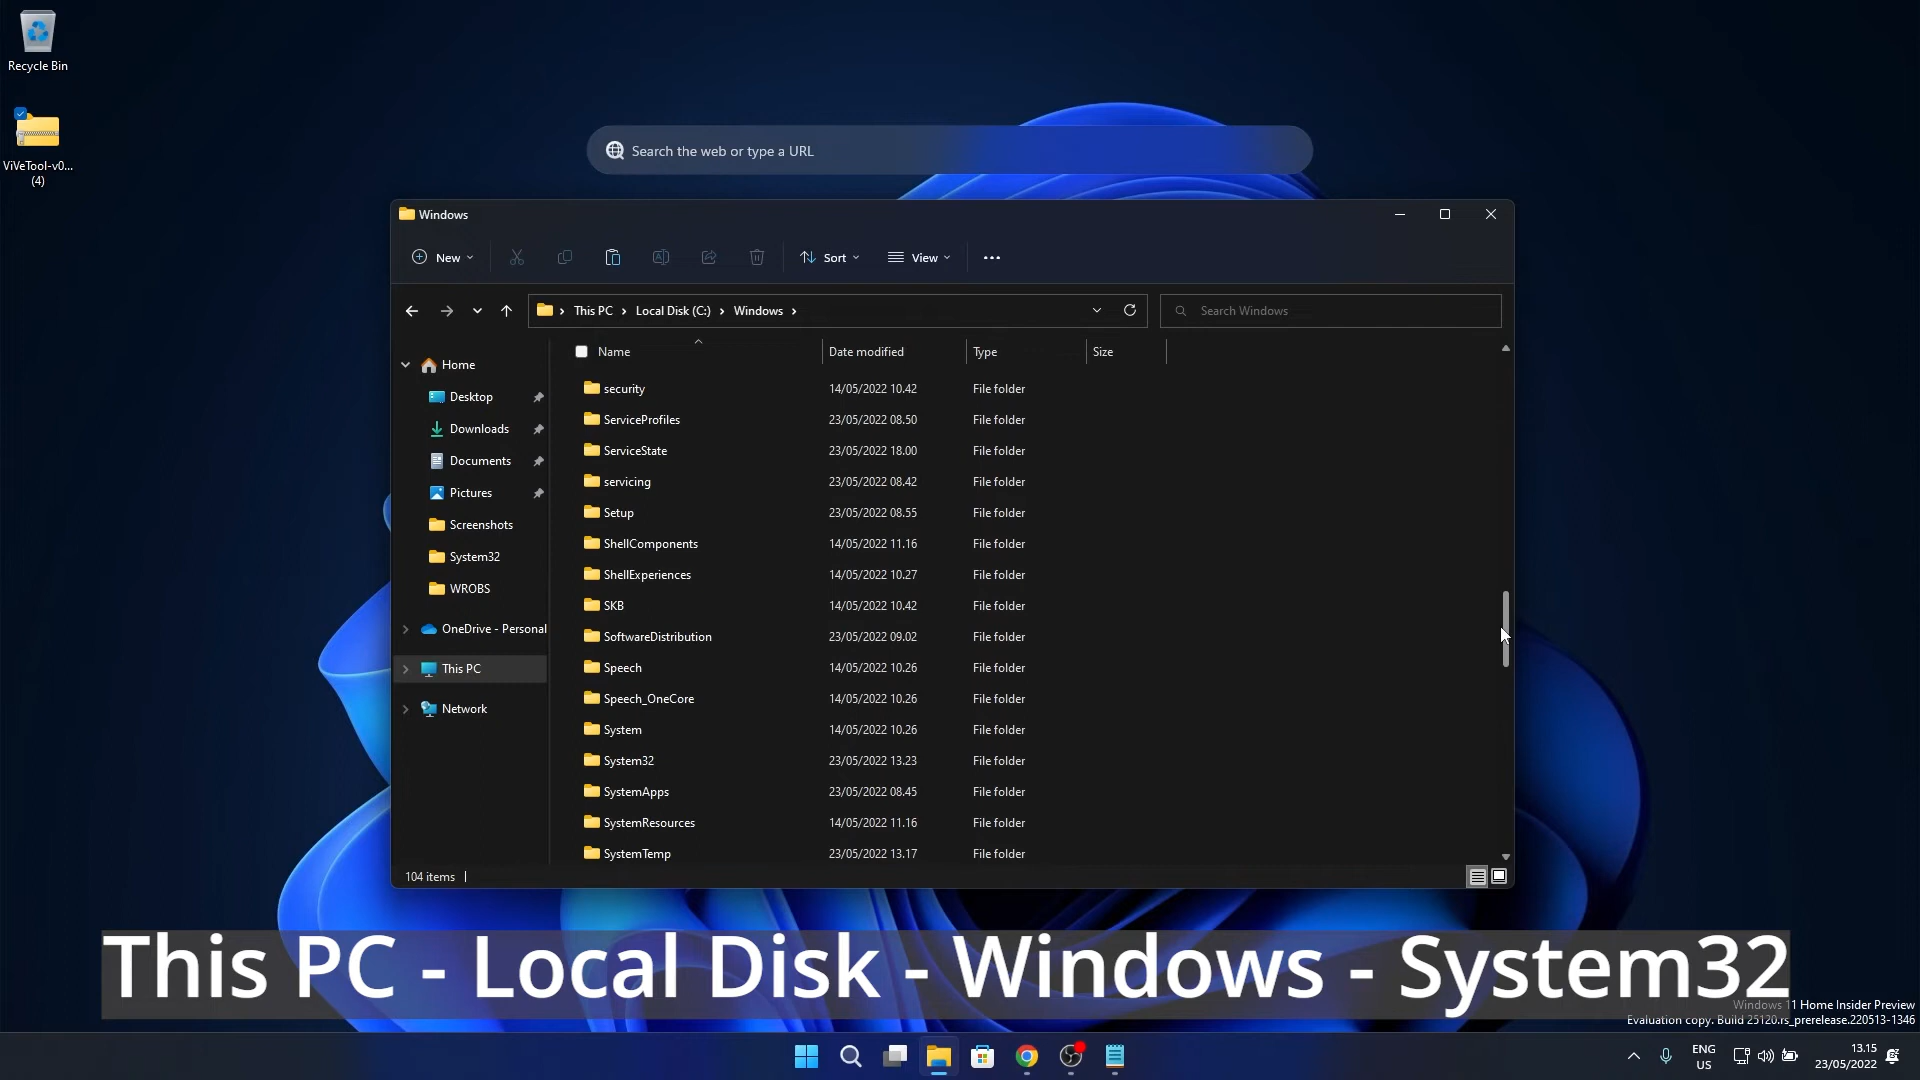 Recycle Bin
ViVeTool-v0...
(4)
Search the web or type a URL
Windows
New
Sort
View
This PC
Local Disk (C:)
Windows
Search Windows
Name
Date modified
Type
Size
Home
Desktop
Downloads
Documents
Pictures
Screenshots
System32
WROBS
OneDrive - Personal
This PC
Network
security 14/05/2022 10.42 File folder
ServiceProfiles 23/05/2022 08.50 File folder
ServiceState 23/05/2022 18.00 File folder
servicing 23/05/2022 08.42 File folder
Setup 23/05/2022 08.55 File folder
ShellComponents 14/05/2022 11.16 File folder
ShellExperiences 14/05/2022 10.27 File folder
SKB 14/05/2022 10.42 File folder
SoftwareDistribution 23/05/2022 09.02 File folder
Speech 14/05/2022 10.26 File folder
Speech_OneCore 14/05/2022 10.26 File folder
System 14/05/2022 10.26 File folder
System32 23/05/2022 13.23 File folder
SystemApps 23/05/2022 08.45 File folder
SystemResources 14/05/2022 11.16 File folder
SystemTemp 23/05/2022 13.17 File folder
104 items
This PC - Local Disk - Windows - System32
Windows 11 Home Insider Preview
Evaluation copy. Build 25120.rs_prerelease.220513-1346
ENG
US
13.15
23/05/2022